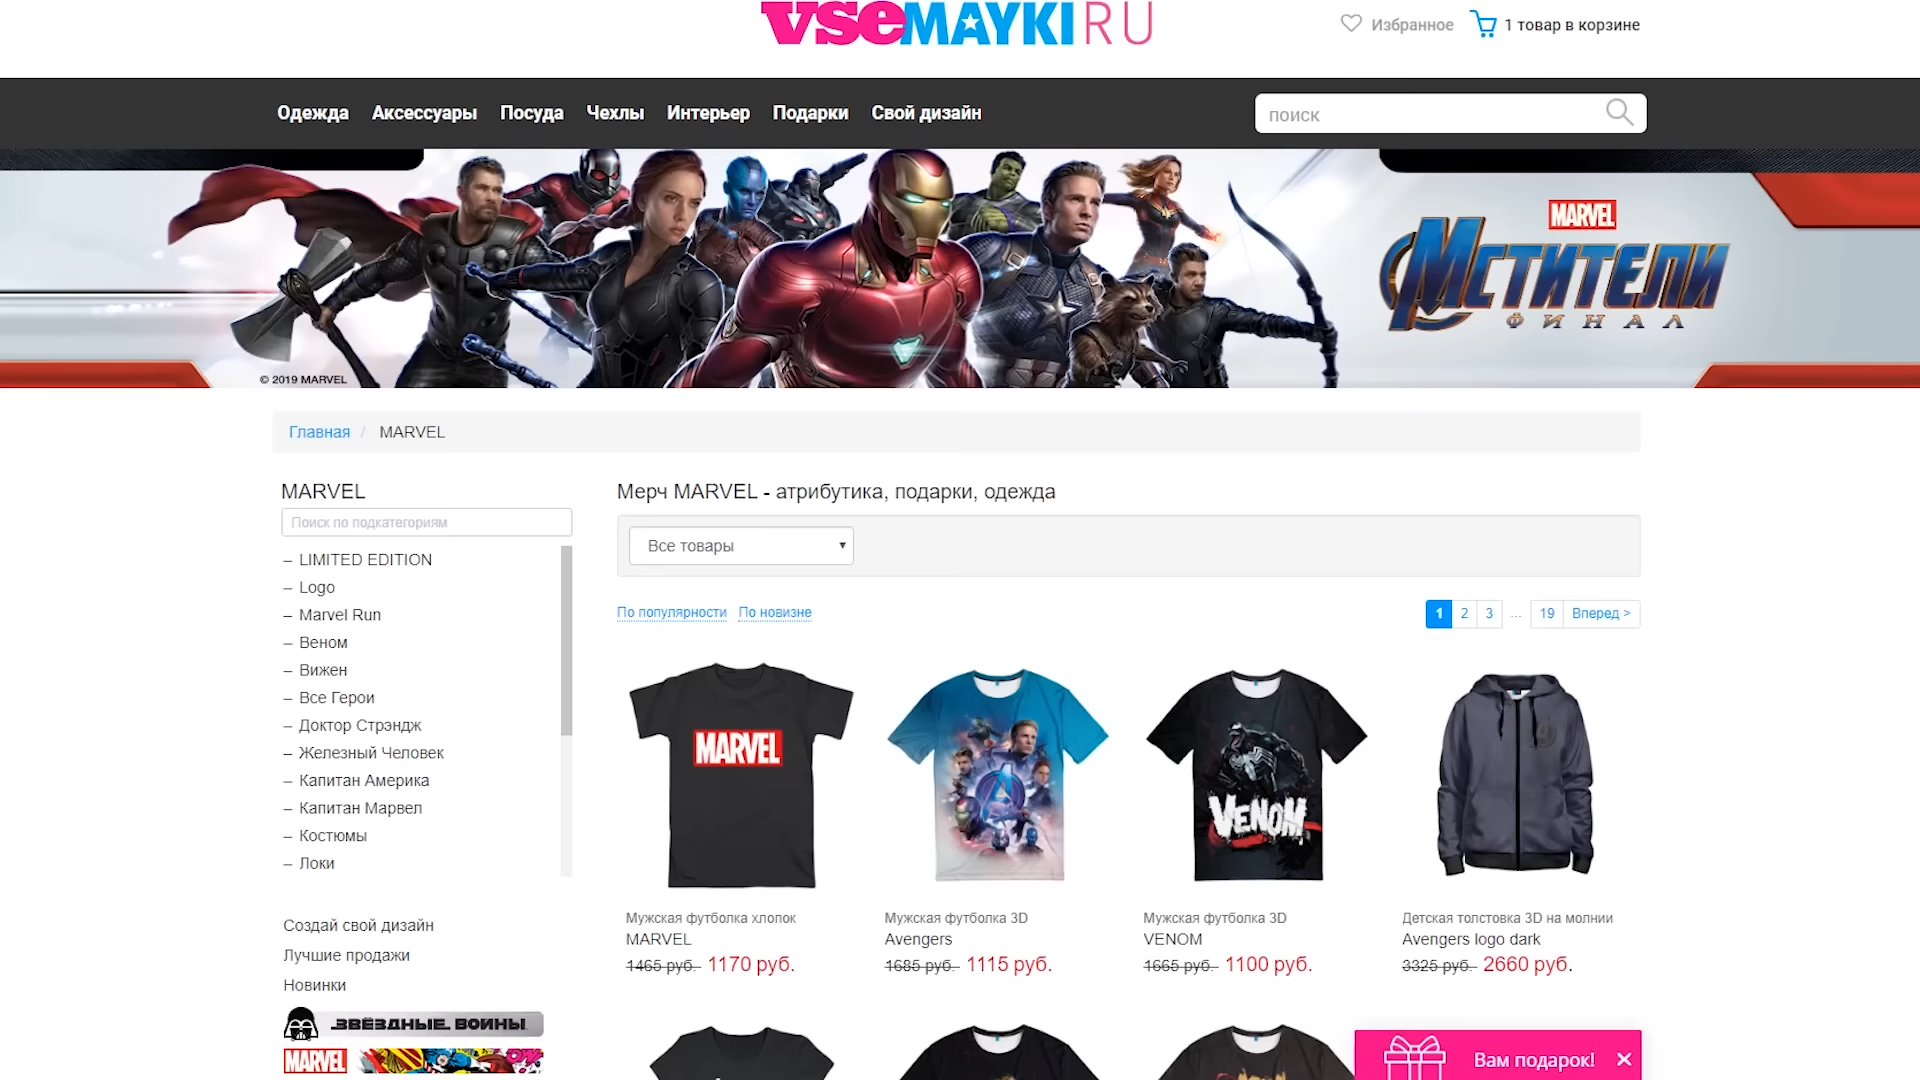 vseMAYKI RU
Избранное
1 товар в корзине
Одежда Аксессуары Посуда Чехлы Интерьер Подарки Свой дизайн
поиск
MARVEL
МСТИТЕЛИ
ФИНАЛ
© 2019 MARVEL
Главная / MARVEL
MARVEL
Поиск по подкатегориям
– LIMITED EDITION
– Logo
– Marvel Run
– Веном
– Вижен
– Все Герои
– Доктор Стрэндж
– Железный Человек
– Капитан Америка
– Капитан Марвел
– Костюмы
– Локи
Создай свой дизайн
Лучшие продажи
Новинки
ЗВЁЗДНЫЕ ВОЙНЫ
MARVEL
Мерч MARVEL - атрибутика, подарки, одежда
Все товары
По популярности По новизне
1 2 3 ... 19 Вперед >
MARVEL
VENOM
Мужская футболка хлопок
MARVEL
1465 руб. 1170 руб.
Мужская футболка 3D
Avengers
1685 руб. 1115 руб.
Мужская футболка 3D
VENOM
1665 руб. 1100 руб.
Детская толстовка 3D на молнии
Avengers logo dark
3325 руб. 2660 руб.
Вам подарок!